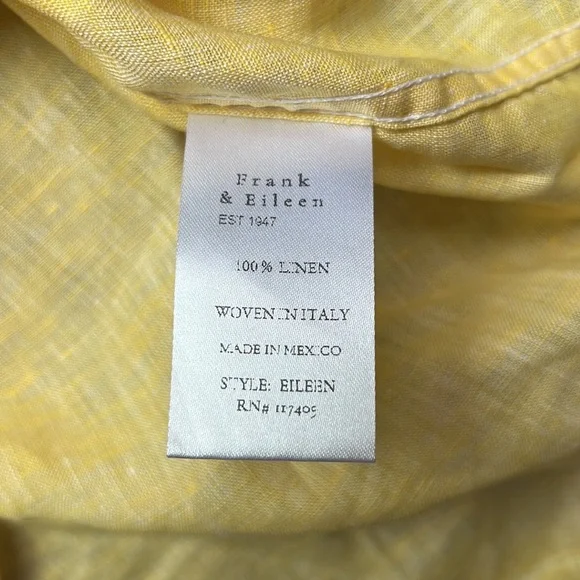 Frank
& Eileen
EST 1947
100% LINEN
WOVEN IN ITALY
MADE IN MEXICO
STYLE: EILEEN
RN# 117409